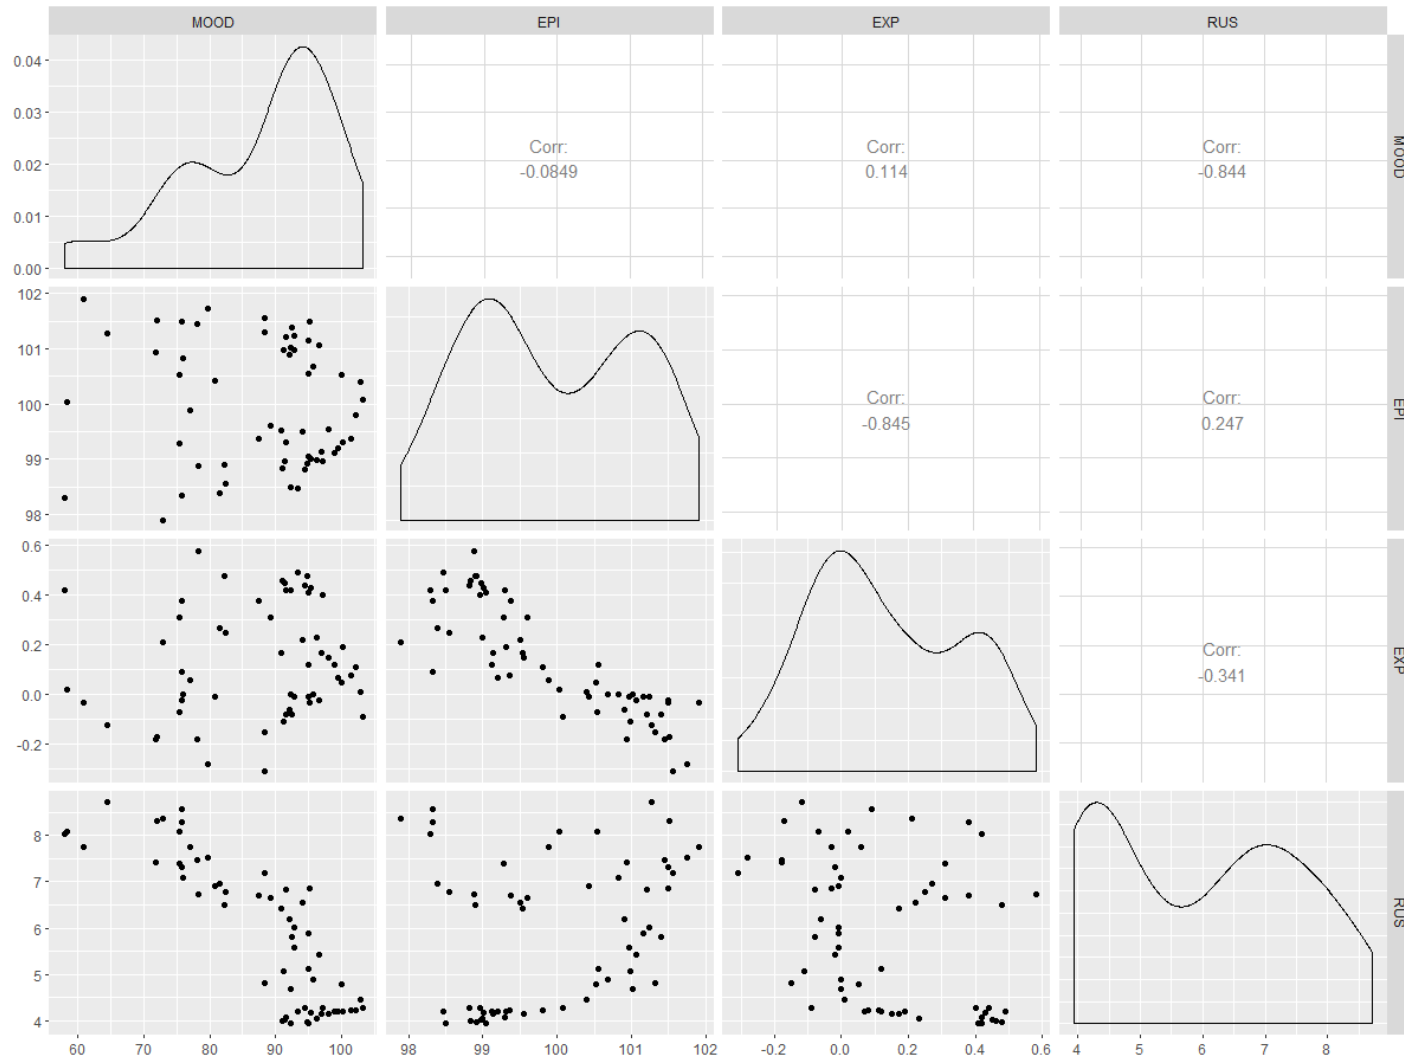 MOOD EPI EXP RUS
0.04
0.03
0.02
0.01
0.00
Corr:
-0.0849
Corr:
0.114
Corr:
-0.844
MOOD
102
101
100
99
98
Corr:
-0.845
Corr:
0.247
EPI
0.6
0.4
0.2
0.0
-0.2
Corr:
-0.341
EXP
8
7
6
5
4
RUS
60 70 80 90 100 98 99 100 101 102 -0.2 0.0 0.2 0.4 0.6 4 5 6 7 8